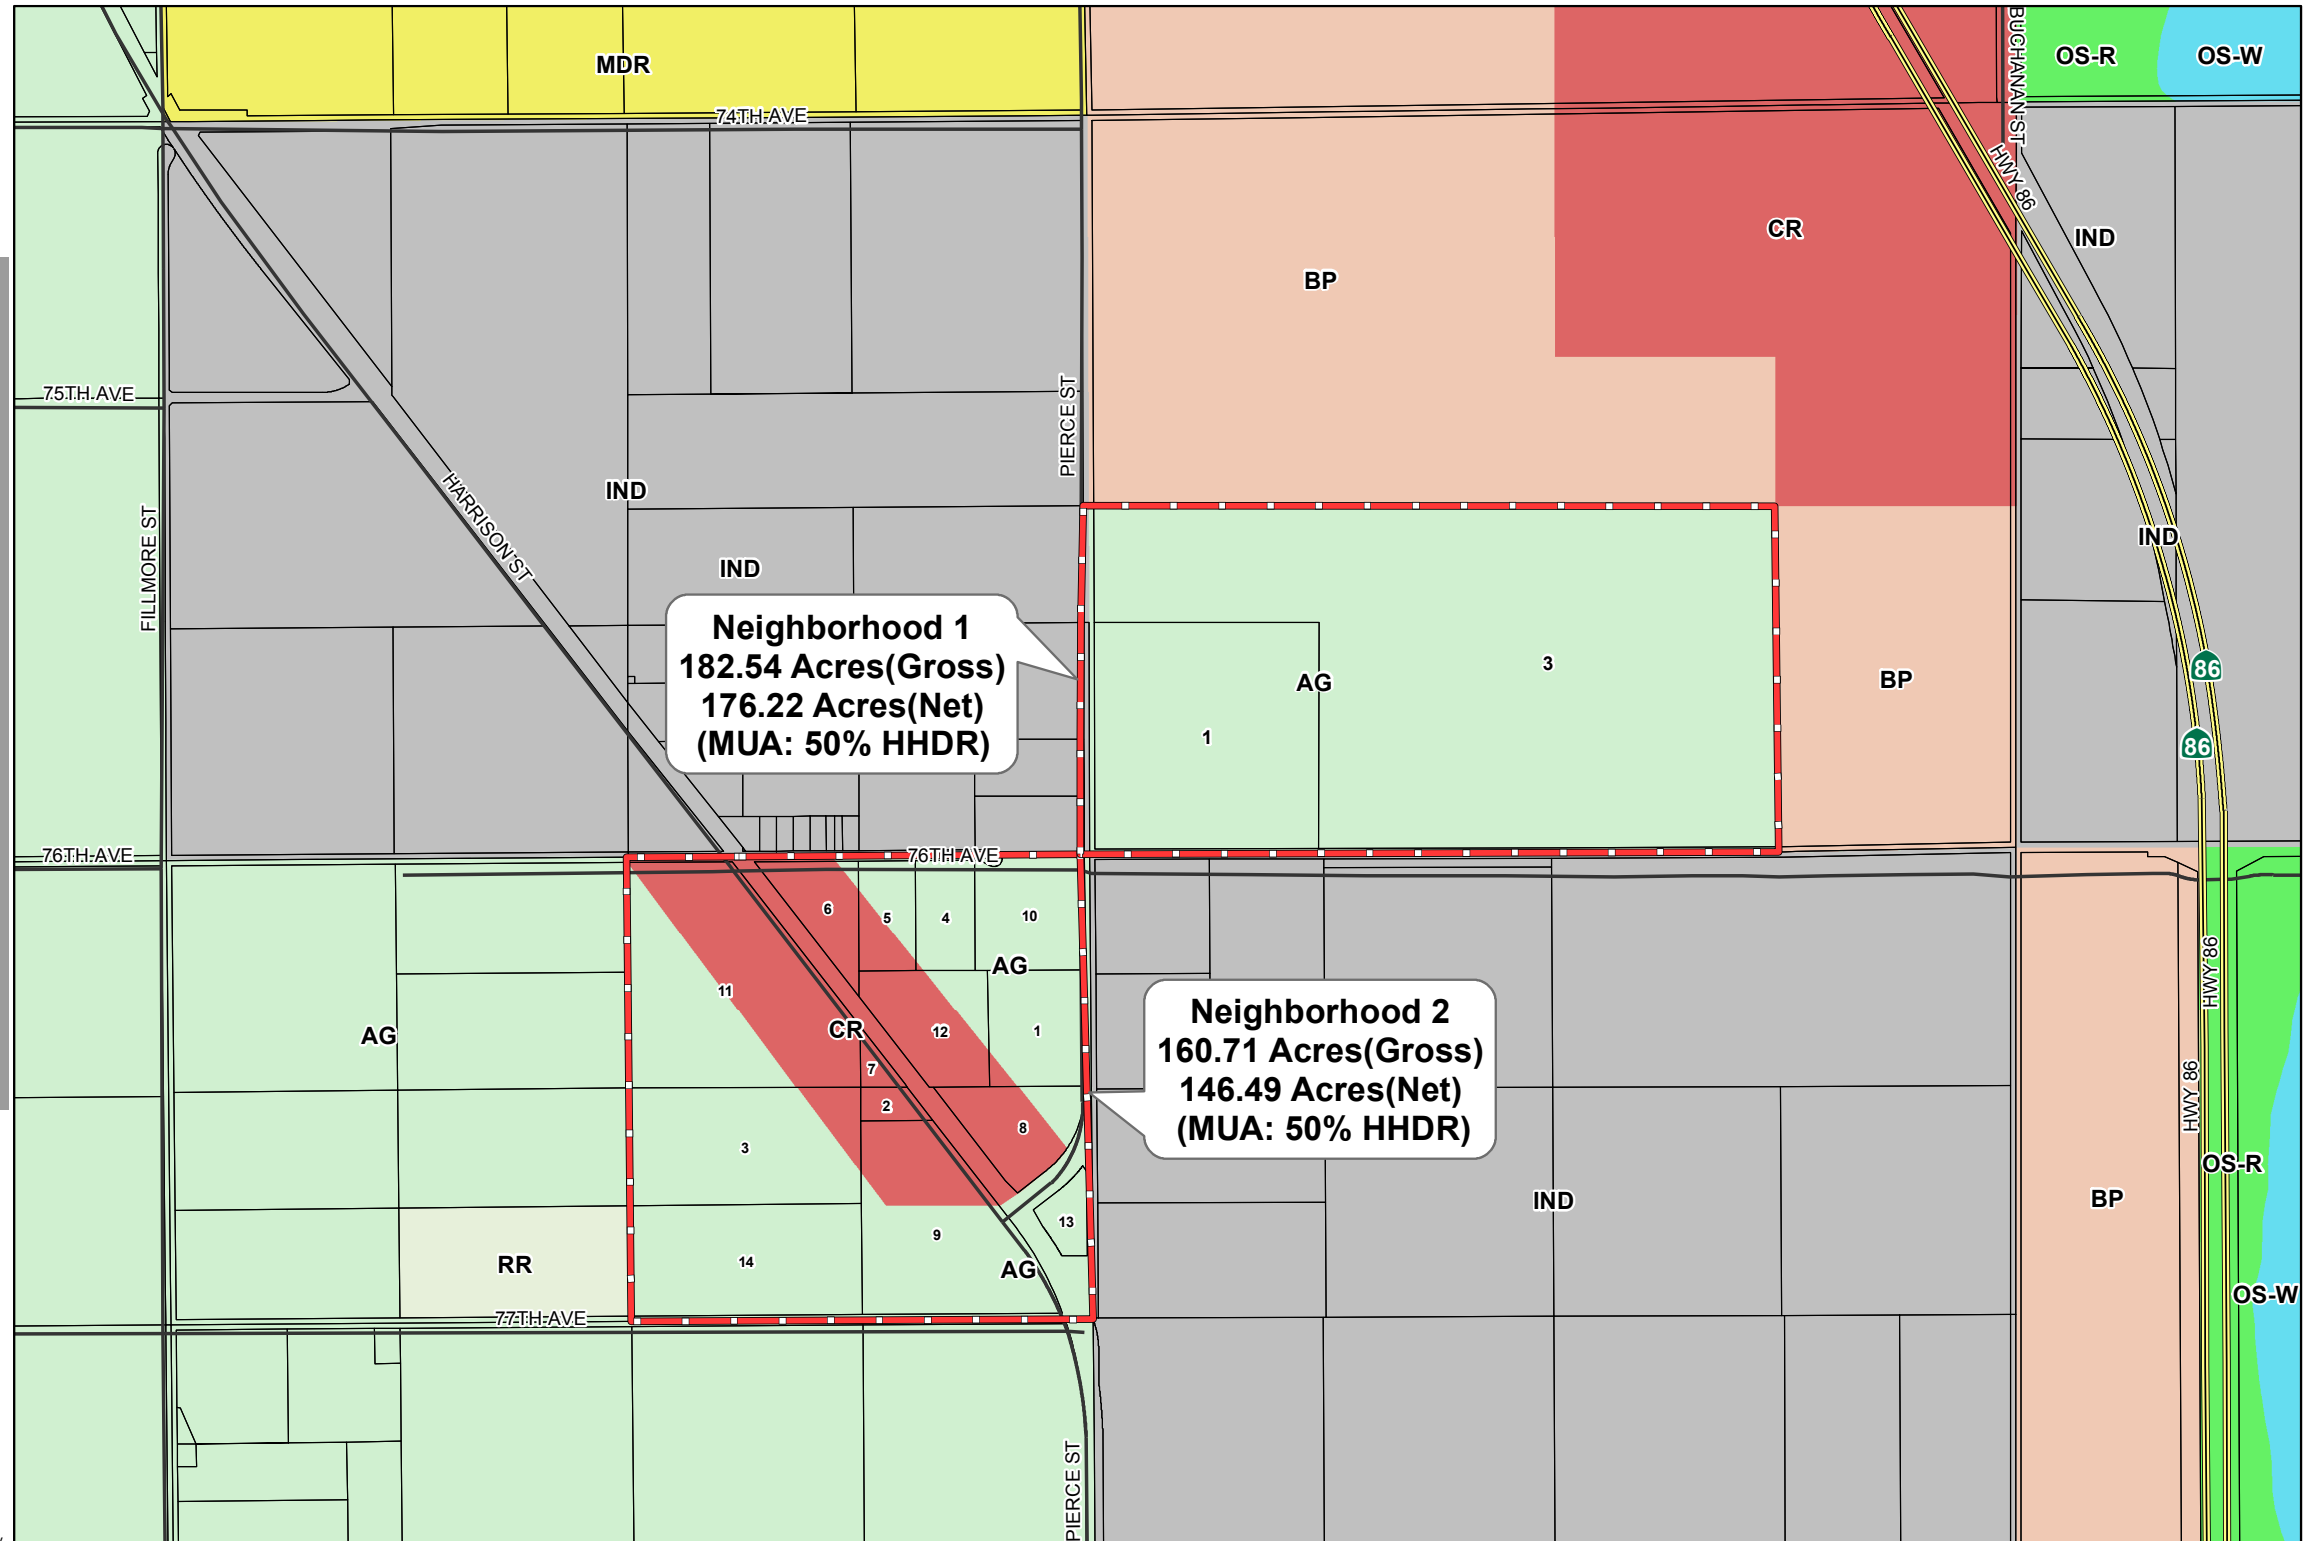 MDR
OS-R
OS-W
BUCHANAN ST
74TH AVE
HWY 86
CR
IND
BP
75TH AVE
PIERCE ST
HARRISON ST
IND
FILLMORE ST
IND
IND
Neighborhood 1
182.54 Acres(Gross)
176.22 Acres(Net)
(MUA: 50% HHDR)
AG
3
1
BP
86
86
76TH AVE
76TH AVE
6
5
4
10
AG
11
12
1
CR
AG
7
2
8
3
Neighborhood 2
160.71 Acres(Gross)
146.49 Acres(Net)
(MUA: 50% HHDR)
HWY 86
HWY 86
OS-R
IND
BP
13
9
14
AG
RR
OS-W
77TH AVE
PIERCE ST